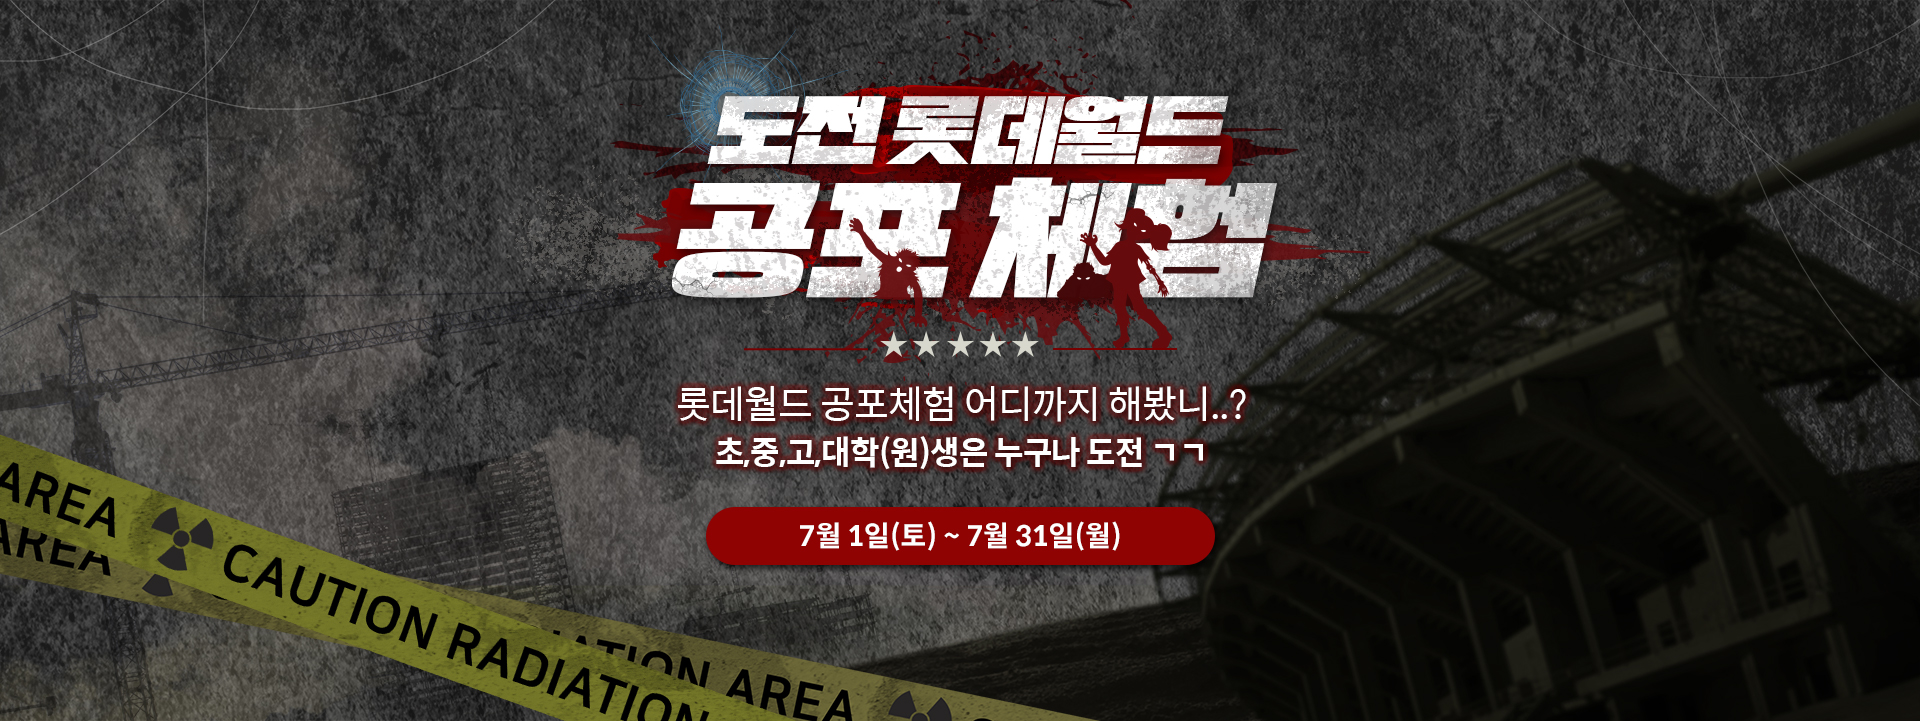 도전 롯데월드
공포 체험
롯데월드 공포체험 어디까지 해봤니..?
초,중,고,대학(원)생은 누구나 도전 ㄱㄱ
7월 1일(토) ~ 7월 31일(월)
AREA CAUTION RADIATION
AREA IATION AREA